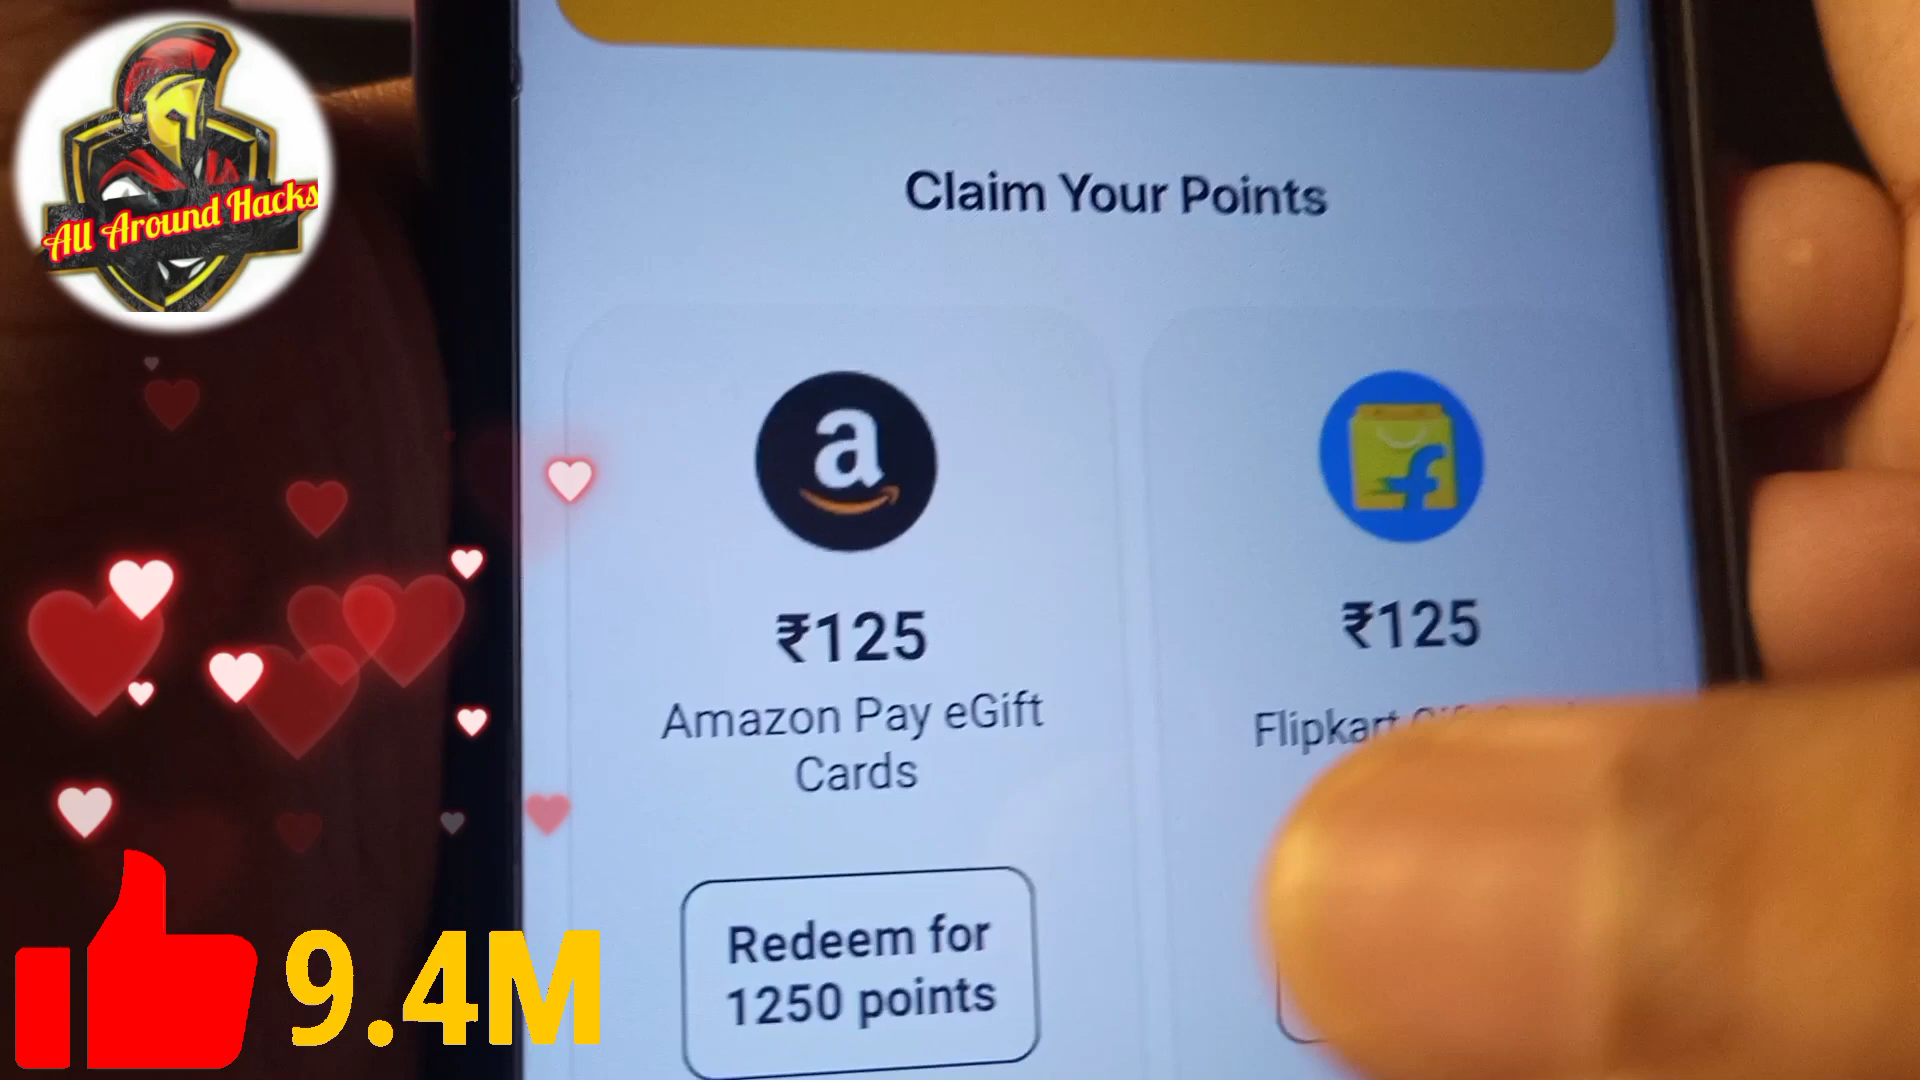 All Around Hacks
Claim Your Points
a
f
₹125
Amazon Pay eGift
Cards
Redeem for
1250 points
₹125
Flipkart
9.4M